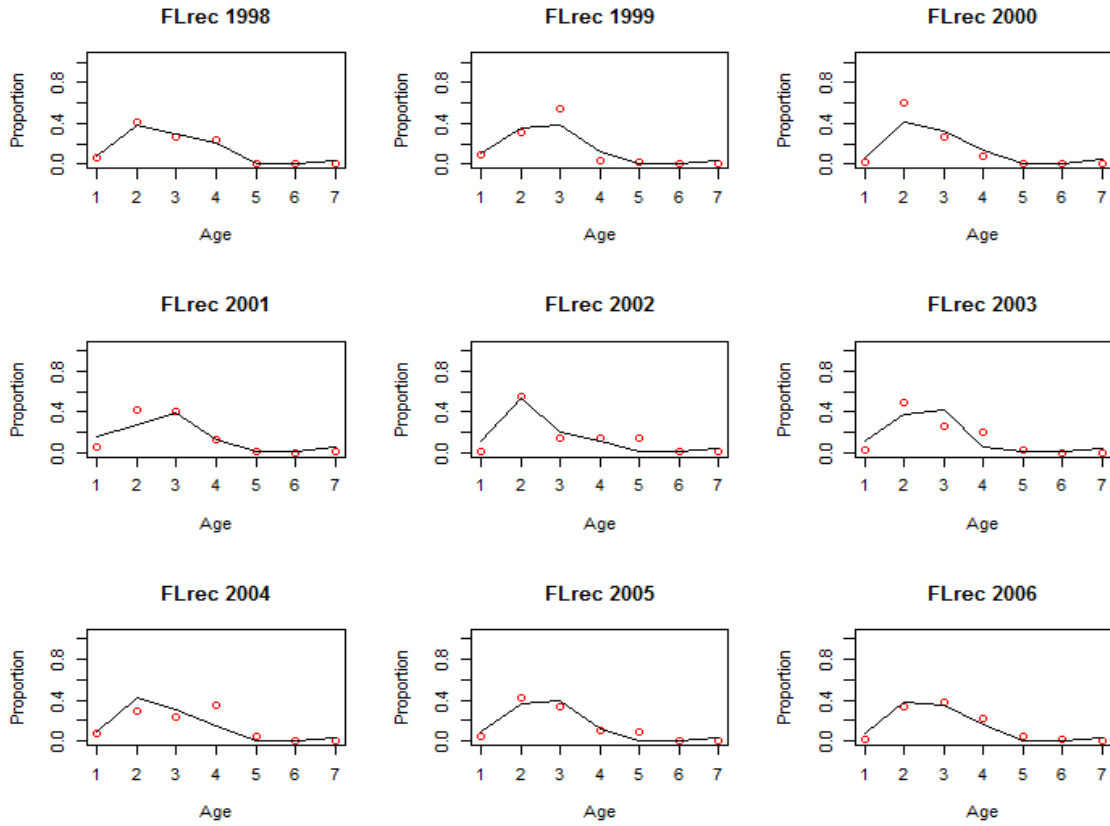 FLrec 1998
Proportion
0.0 0.4 0.8
1 2 3 4 5 6 7
Age
FLrec 1999
Proportion
0.0 0.4 0.8
1 2 3 4 5 6 7
Age
FLrec 2000
Proportion
0.0 0.4 0.8
1 2 3 4 5 6 7
Age
FLrec 2001
Proportion
0.0 0.4 0.8
1 2 3 4 5 6 7
Age
FLrec 2002
Proportion
0.0 0.4 0.8
1 2 3 4 5 6 7
Age
FLrec 2003
Proportion
0.0 0.4 0.8
1 2 3 4 5 6 7
Age
FLrec 2004
Proportion
0.0 0.4 0.8
1 2 3 4 5 6 7
Age
FLrec 2005
Proportion
0.0 0.4 0.8
1 2 3 4 5 6 7
Age
FLrec 2006
Proportion
0.0 0.4 0.8
1 2 3 4 5 6 7
Age